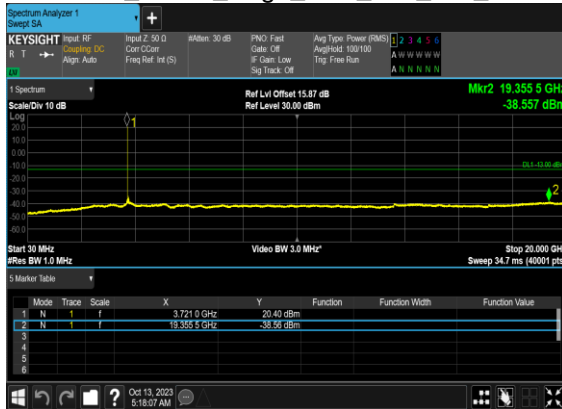 Spectrum Analyzer 1
Swept SA
+
KEYSIGHT Input: RF Input Z: 50 Ω #Atten: 30 dB PNO: Fast Avg Type: Power (RMS) 1 2 3 4 5 6
R T Coupling: DC Corr CCorr Gate: Off Avg|Hold: 100/100 A W W W W W
Align: Auto Freq Ref: Int (S) IF Gain: Low Trig: Free Run
Sig Track: Off A N N N N N
1 Spectrum
Ref Lvl Offset 15.87 dB Mkr2 19.355 5 GHz
Scale/Div 10 dB Ref Level 30.00 dBm -38.557 dBm
Log
20.0
10.0
0.00
-10.0
-20.0
-30.0
-40.0
-50.0
-60.0
1
DL1 -13.00 dBm
2
Start 30 MHz Video BW 3.0 MHz* Stop 20.000 GHz
#Res BW 1.0 MHz Sweep 34.7 ms (40001 pts)
5 Marker Table
Mode Trace Scale X Y Function Function Width Function Value
1 N 1 f 3.721 0 GHz 20.40 dBm
2 N 1 f 19.355 5 GHz -38.56 dBm
3
4
5
6
? Oct 13, 2023
5:18:07 AM